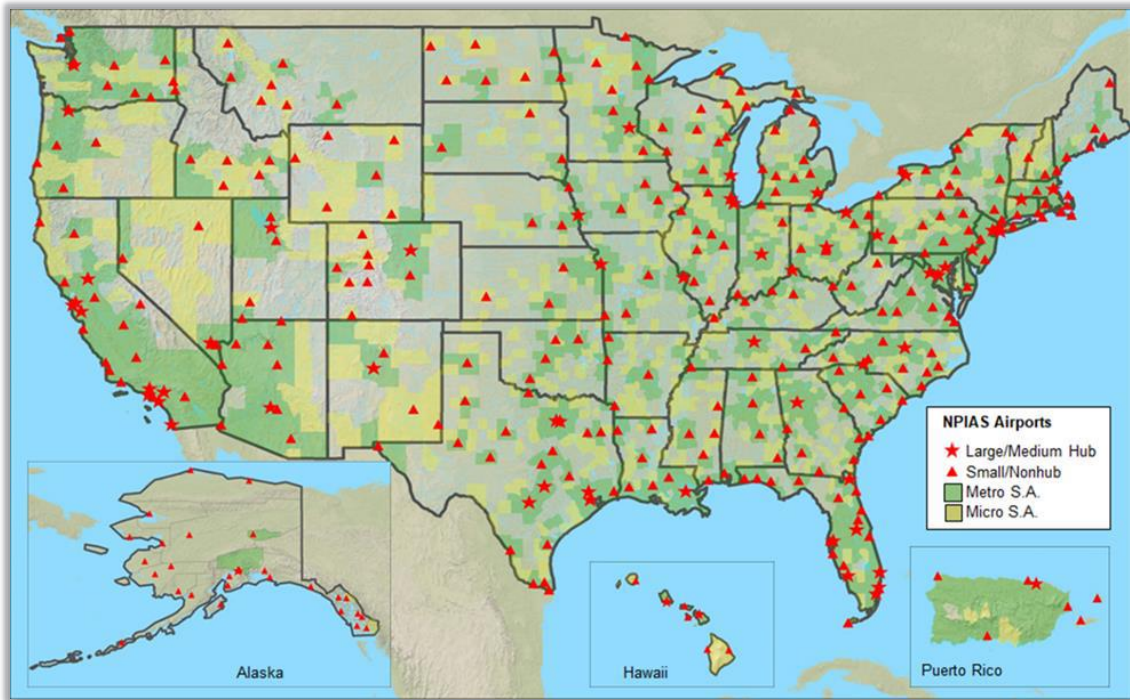 NPIAS Airports
Large/Medium Hub
Small/Nonhub
Metro S.A.
Micro S.A.
Alaska
Hawaii
Puerto Rico